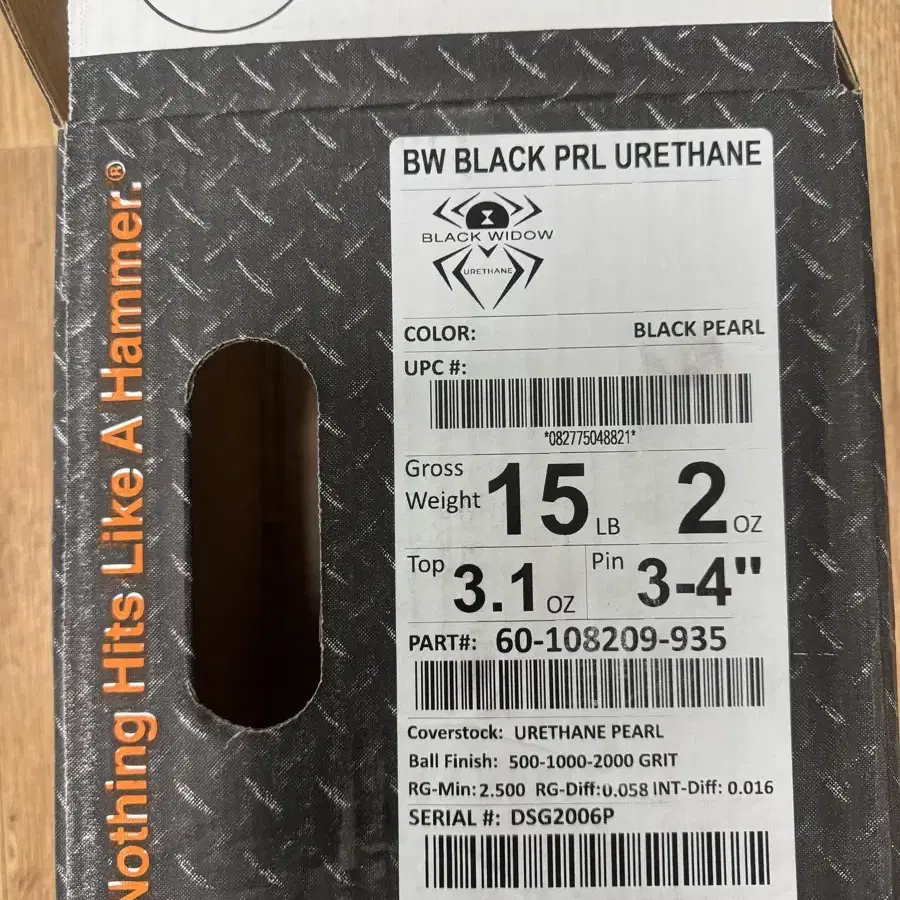 Nothing Hits Like A Hammer.®
BW BLACK PRL URETHANE
BLACK WIDOW
URETHANE
COLOR: BLACK PEARL
UPC #:
*082775048821*
Gross Weight 15 LB 2 OZ
Top 3.1 OZ Pin 3-4"
PART#: 60-108209-935
Coverstock: URETHANE PEARL
Ball Finish: 500-1000-2000 GRIT
RG-Min: 2.500 RG-Diff: 0.058 INT-Diff: 0.016
SERIAL #: DSG2006P